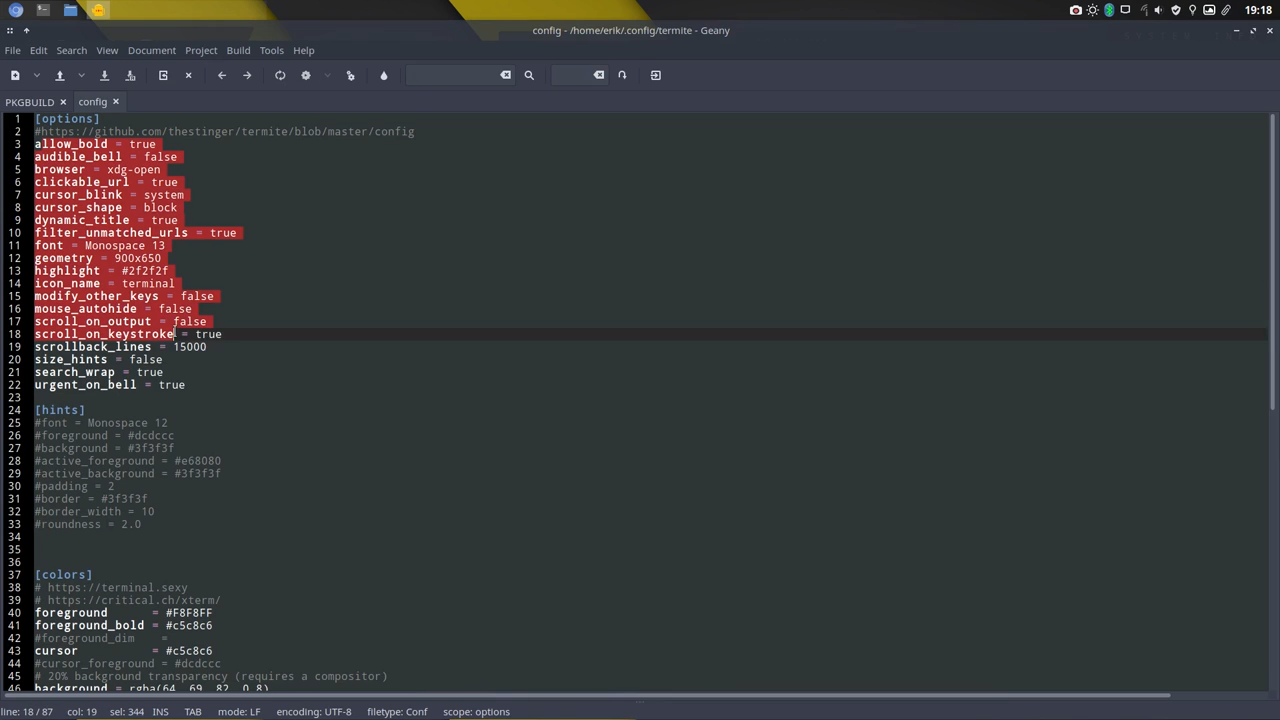 19:18
config - /home/erik/.config/termite - Geany
File Edit Search View Document Project Build Tools Help
PKGBUILD config
1 [options]
2 #https://github.com/thestinger/termite/blob/master/config
3 allow_bold = true
4 audible_bell = false
5 browser = xdg-open
6 clickable_url = true
7 cursor_blink = system
8 cursor_shape = block
9 dynamic_title = true
10 filter_unmatched_urls = true
11 font = Monospace 13
12 geometry = 900x650
13 highlight = #2f2f2f
14 icon_name = terminal
15 modify_other_keys = false
16 mouse_autohide = false
17 scroll_on_output = false
18 scroll_on_keystroke = true
19 scrollback_lines = 15000
20 size_hints = false
21 search_wrap = true
22 urgent_on_bell = true
23
24 [hints]
25 #font = Monospace 12
26 #foreground = #dcdccc
27 #background = #3f3f3f
28 #active_foreground = #e68080
29 #active_background = #3f3f3f
30 #padding = 2
31 #border = #3f3f3f
32 #border_width = 10
33 #roundness = 2.0
34
35
36
37 [colors]
38 # https://terminal.sexy
39 # https://critical.ch/xterm/
40 foreground = #F8F8FF
41 foreground_bold = #c5c8c6
42 #foreground_dim =
43 cursor = #c5c8c6
44 #cursor_foreground = #dcdccc
45 # 20% background transparency (requires a compositor)
46 background = rgba(64, 69, 82, 0.8)
line: 18 / 87 col: 19 sel: 344 INS TAB mode: LF encoding: UTF-8 filetype: Conf scope: options